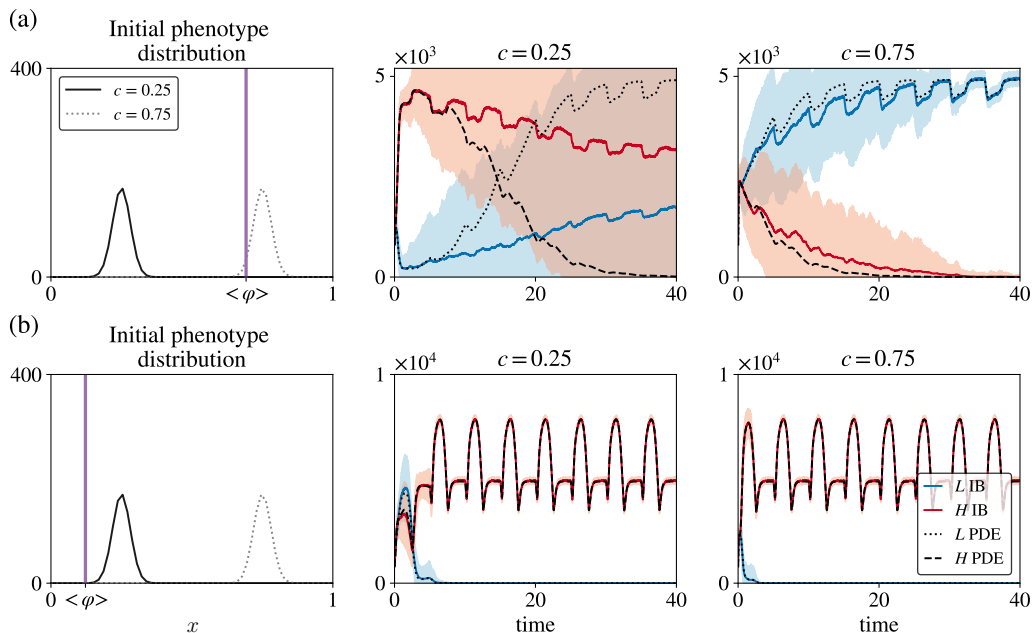 (a)
Initial phenotype
distribution
400
c = 0.25
c = 0.75
0
0
<φ>
1
×10³
c = 0.25
5
0
0
20
40
×10³
c = 0.75
5
0
0
20
40
(b)
Initial phenotype
distribution
400
0
0
<φ>
1
x
×10⁴
c = 0.25
1
0
0
20
40
time
×10⁴
c = 0.75
1
L IB
H IB
L PDE
H PDE
0
0
20
40
time